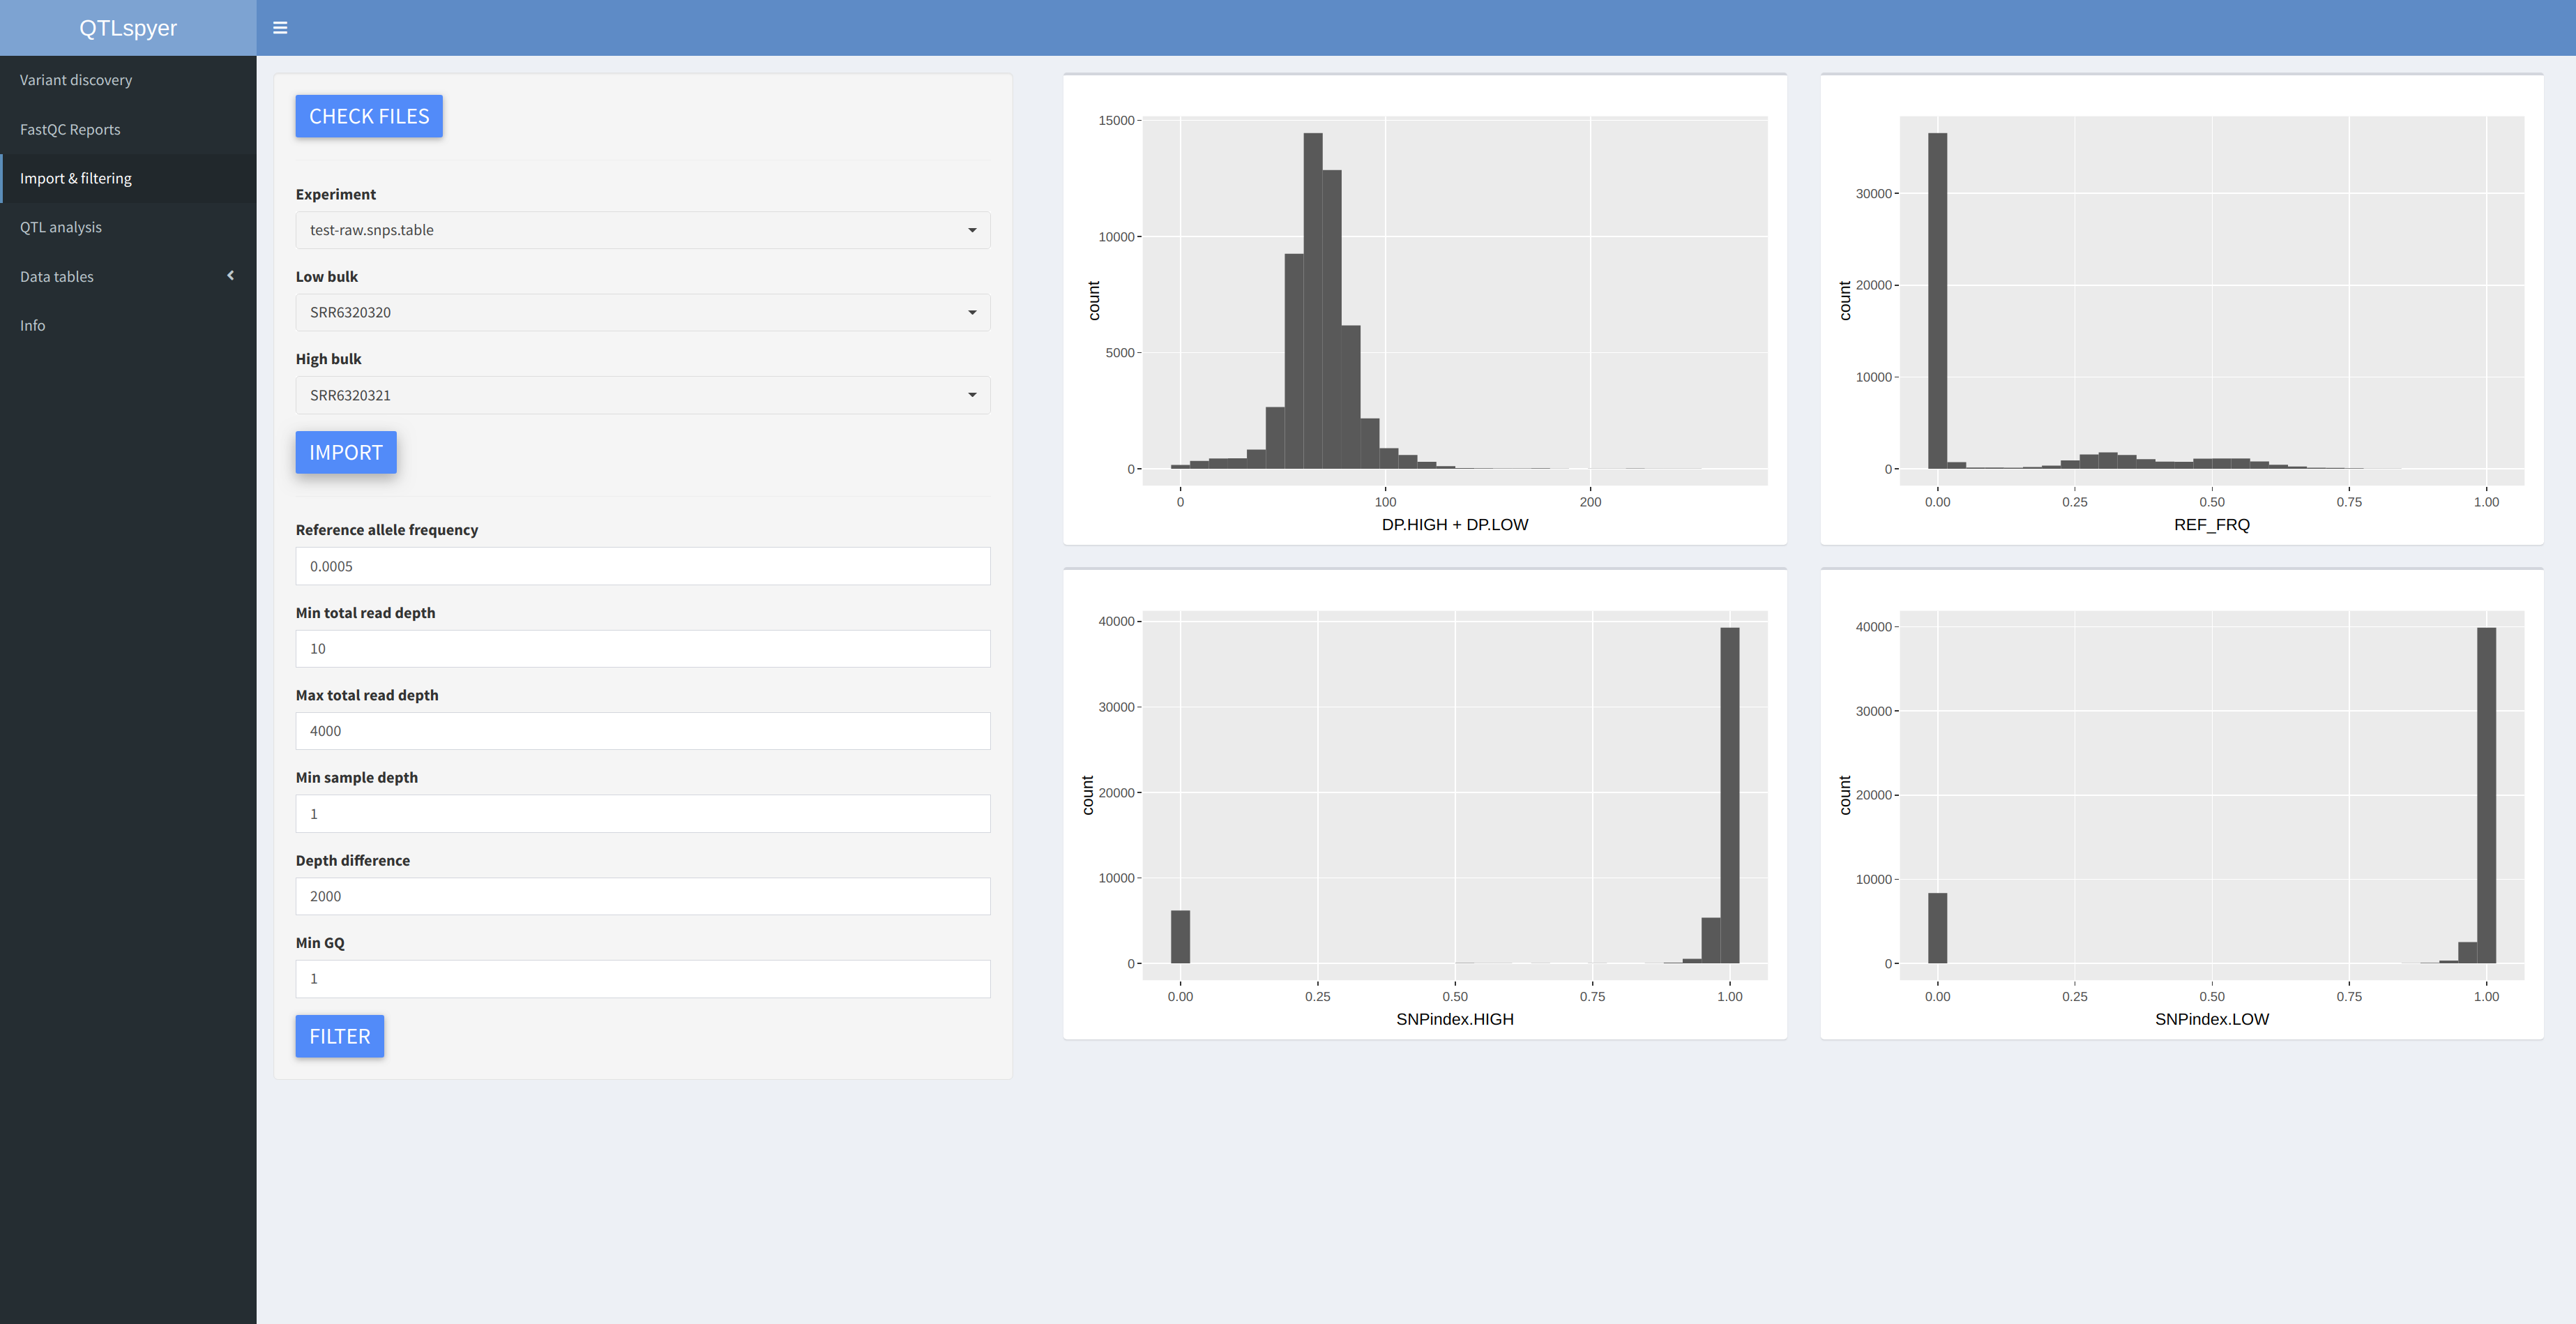 QTLspyer
Variant discovery
FastQC Reports
Import & filtering
QTL analysis
Data tables
Info
CHECK FILES
Experiment
test-raw.snps.table
Low bulk
SRR6320320
High bulk
SRR6320321
IMPORT
Reference allele frequency
0.0005
Min total read depth
10
Max total read depth
4000
Min sample depth
1
Depth difference
2000
Min GQ
1
FILTER
15000
10000
5000
0
count
0 100 200
DP.HIGH + DP.LOW
30000
20000
10000
0
count
0.00 0.25 0.50 0.75 1.00
REF_FRQ
40000
30000
20000
10000
0
count
0.00 0.25 0.50 0.75 1.00
SNPindex.HIGH
40000
30000
20000
10000
0
count
0.00 0.25 0.50 0.75 1.00
SNPindex.LOW